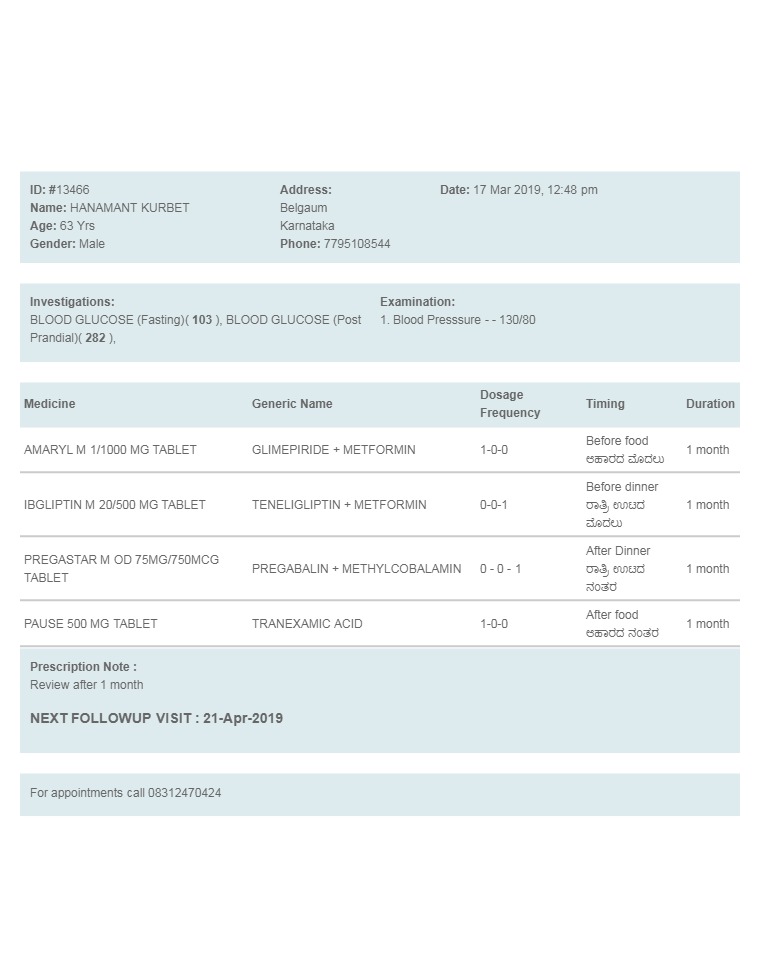 ID: #13466
Name: HANAMANT KURBET
Age: 63 Yrs
Gender: Male
Address:
Belgaum
Karnataka
Phone: 7795108544
Date: 17 Mar 2019, 12:48 pm
Investigations:
BLOOD GLUCOSE (Fasting)( 103 ), BLOOD GLUCOSE (Post
Prandial)( 282 ),
Examination:
1. Blood Presssure - - 130/80
Medicine Generic Name Dosage Frequency Timing Duration
AMARYL M 1/1000 MG TABLET GLIMEPIRIDE + METFORMIN 1-0-0 Before food ಆಹಾರದ ಮೊದಲು 1 month
IBGLIPTIN M 20/500 MG TABLET TENELIGLIPTIN + METFORMIN 0-0-1 Before dinner ರಾತ್ರಿ ಊಟದ ಮೊದಲು 1 month
PREGASTAR M OD 75MG/750MCG TABLET PREGABALIN + METHYLCOBALAMIN 0 - 0 - 1 After Dinner ರಾತ್ರಿ ಊಟದ ನಂತರ 1 month
PAUSE 500 MG TABLET TRANEXAMIC ACID 1-0-0 After food ಆಹಾರದ ನಂತರ 1 month
Prescription Note :
Review after 1 month
NEXT FOLLOWUP VISIT : 21-Apr-2019
For appointments call 08312470424